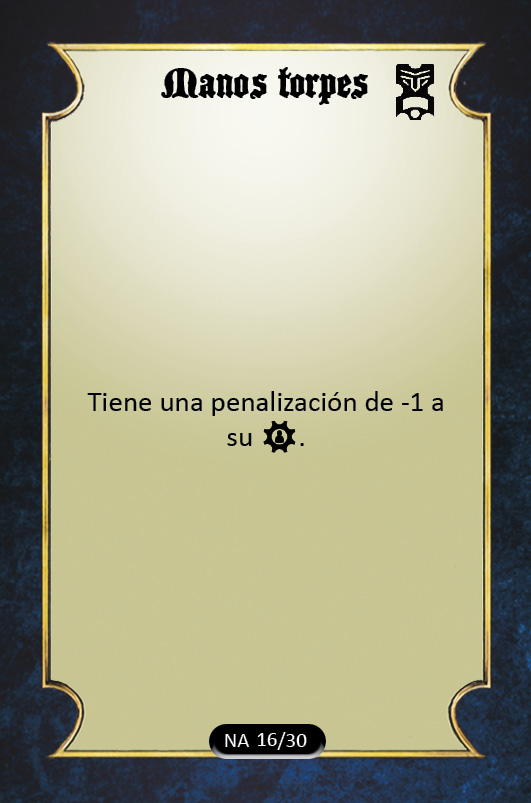 Manos torpes
Tiene una penalización de -1 a
su .
NA 16/30